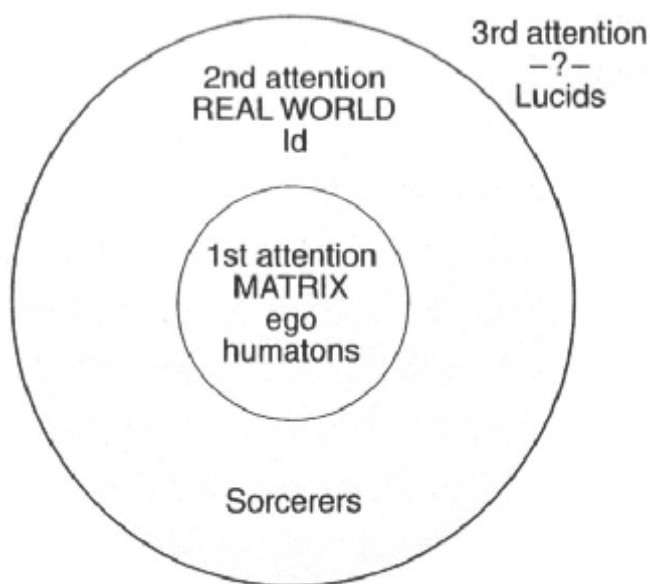 3rd attention
–?–
Lucids
2nd attention
REAL WORLD
Id
1st attention
MATRIX
ego
humatons
Sorcerers